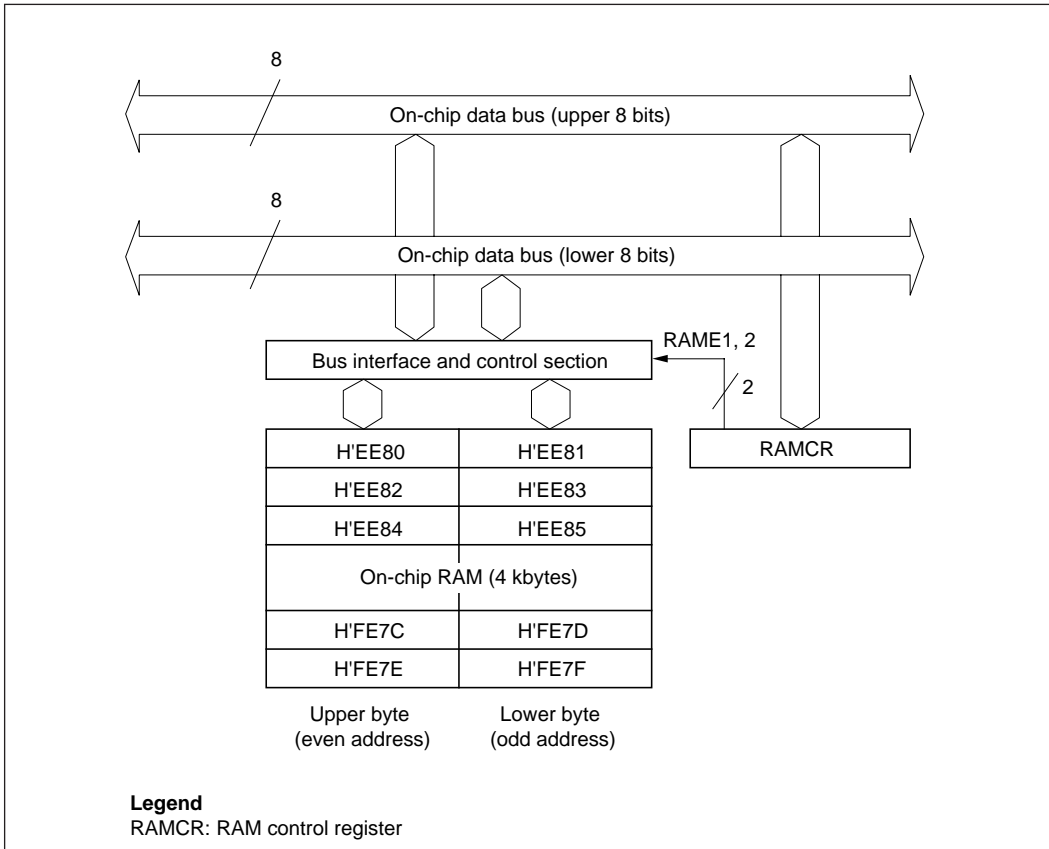 8
On-chip data bus (upper 8 bits)
8
On-chip data bus (lower 8 bits)
RAME1, 2
Bus interface and control section
2
H'EE80 H'EE81 RAMCR
H'EE82 H'EE83
H'EE84 H'EE85
On-chip RAM (4 kbytes)
H'FE7C H'FE7D
H'FE7E H'FE7F
Upper byte Lower byte
(even address) (odd address)
Legend
RAMCR: RAM control register